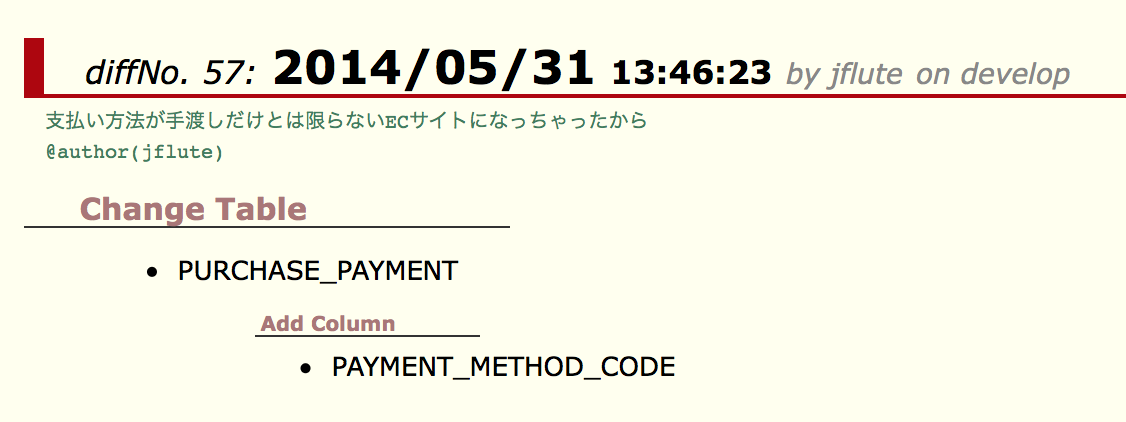 diffNo. 57: 2014/05/31 13:46:23 by jflute on develop
支払い方法が手渡しだけとは限らないECサイトになっちゃったから
@author(jflute)
Change Table
• PURCHASE_PAYMENT
Add Column
• PAYMENT_METHOD_CODE